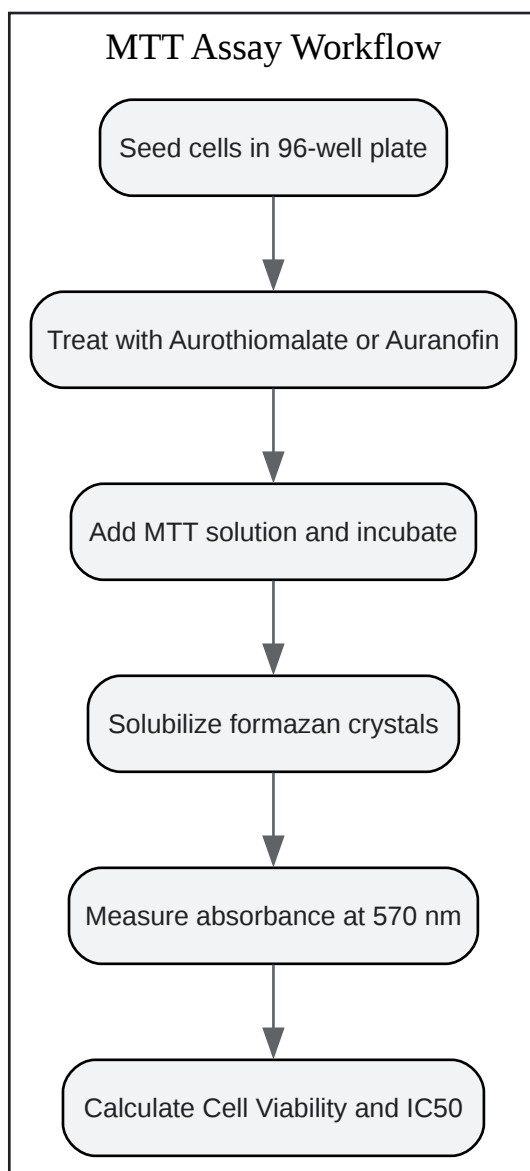 MTT Assay Workflow
Seed cells in 96-well plate
Treat with Aurothiomalate or Auranofin
Add MTT solution and incubate
Solubilize formazan crystals
Measure absorbance at 570 nm
Calculate Cell Viability and IC50